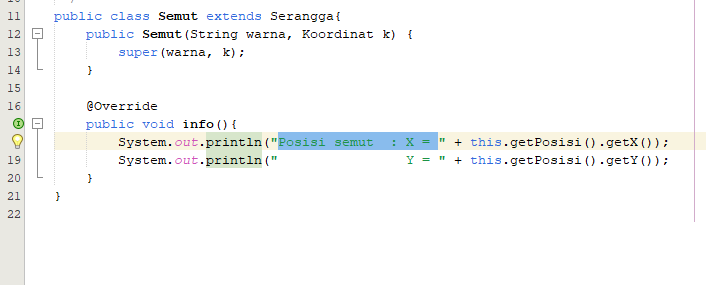 11 public class Semut extends Serangga{
12 public Semut(String warna, Koordinat k) {
13 super(warna, k);
14 }
15
16 @Override
public void info(){
System.out.println("Posisi semut  : X = " + this.getPosisi().getX());
19 System.out.println("                Y = " + this.getPosisi().getY());
20 }
21 }
22